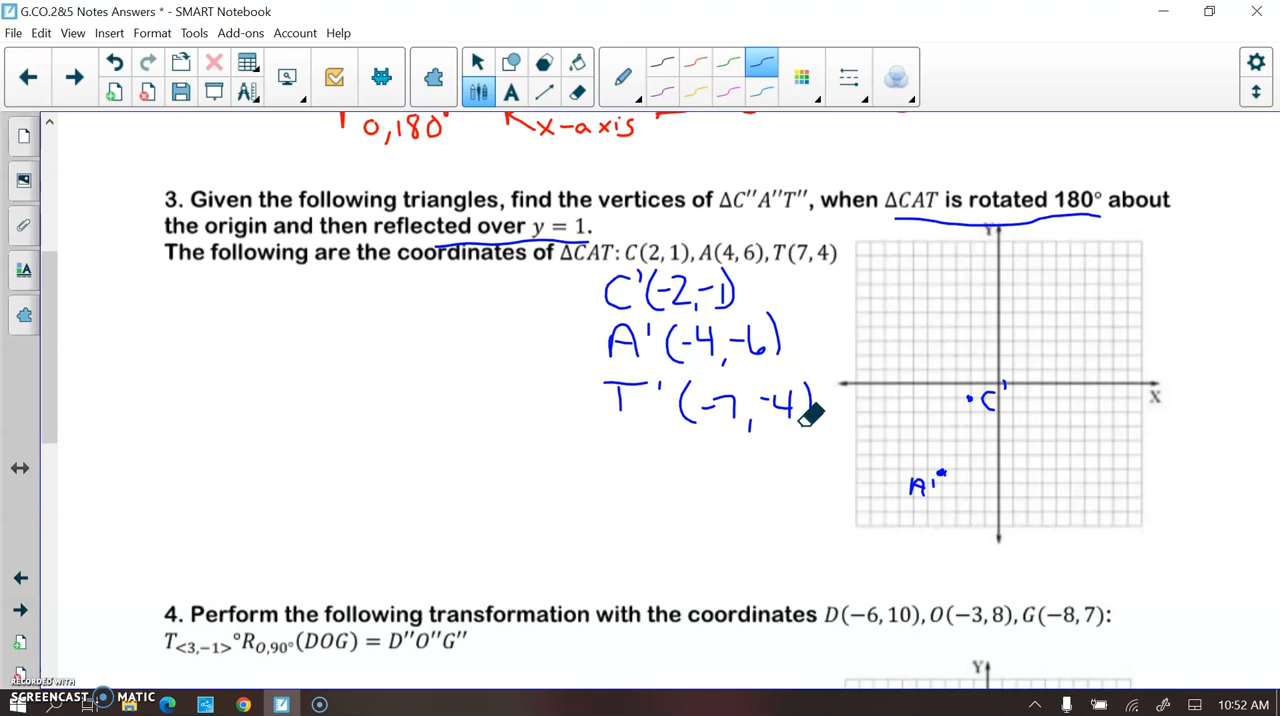 G.CO.2&5 Notes Answers * - SMART Notebook
File Edit View Insert Format Tools Add-ons Account Help
0,180° x-axis
3. Given the following triangles, find the vertices of ΔC′′A′′T′′, when ΔCAT is rotated 180° about
the origin and then reflected over y = 1.
The following are the coordinates of ΔCAT: C(2, 1), A(4, 6), T(7, 4)
C'(-2,-1)
A'(-4,-6)
T'(-7,-4)
Y
X
C'
A'
4. Perform the following transformation with the coordinates D(−6, 10), O(−3, 8), G(−8, 7):
T<3,−1>°R0,90°(DOG) = D′′O′′G′′
Y
RECORDED WITH
SCREENCAST MATIC
10:52 AM